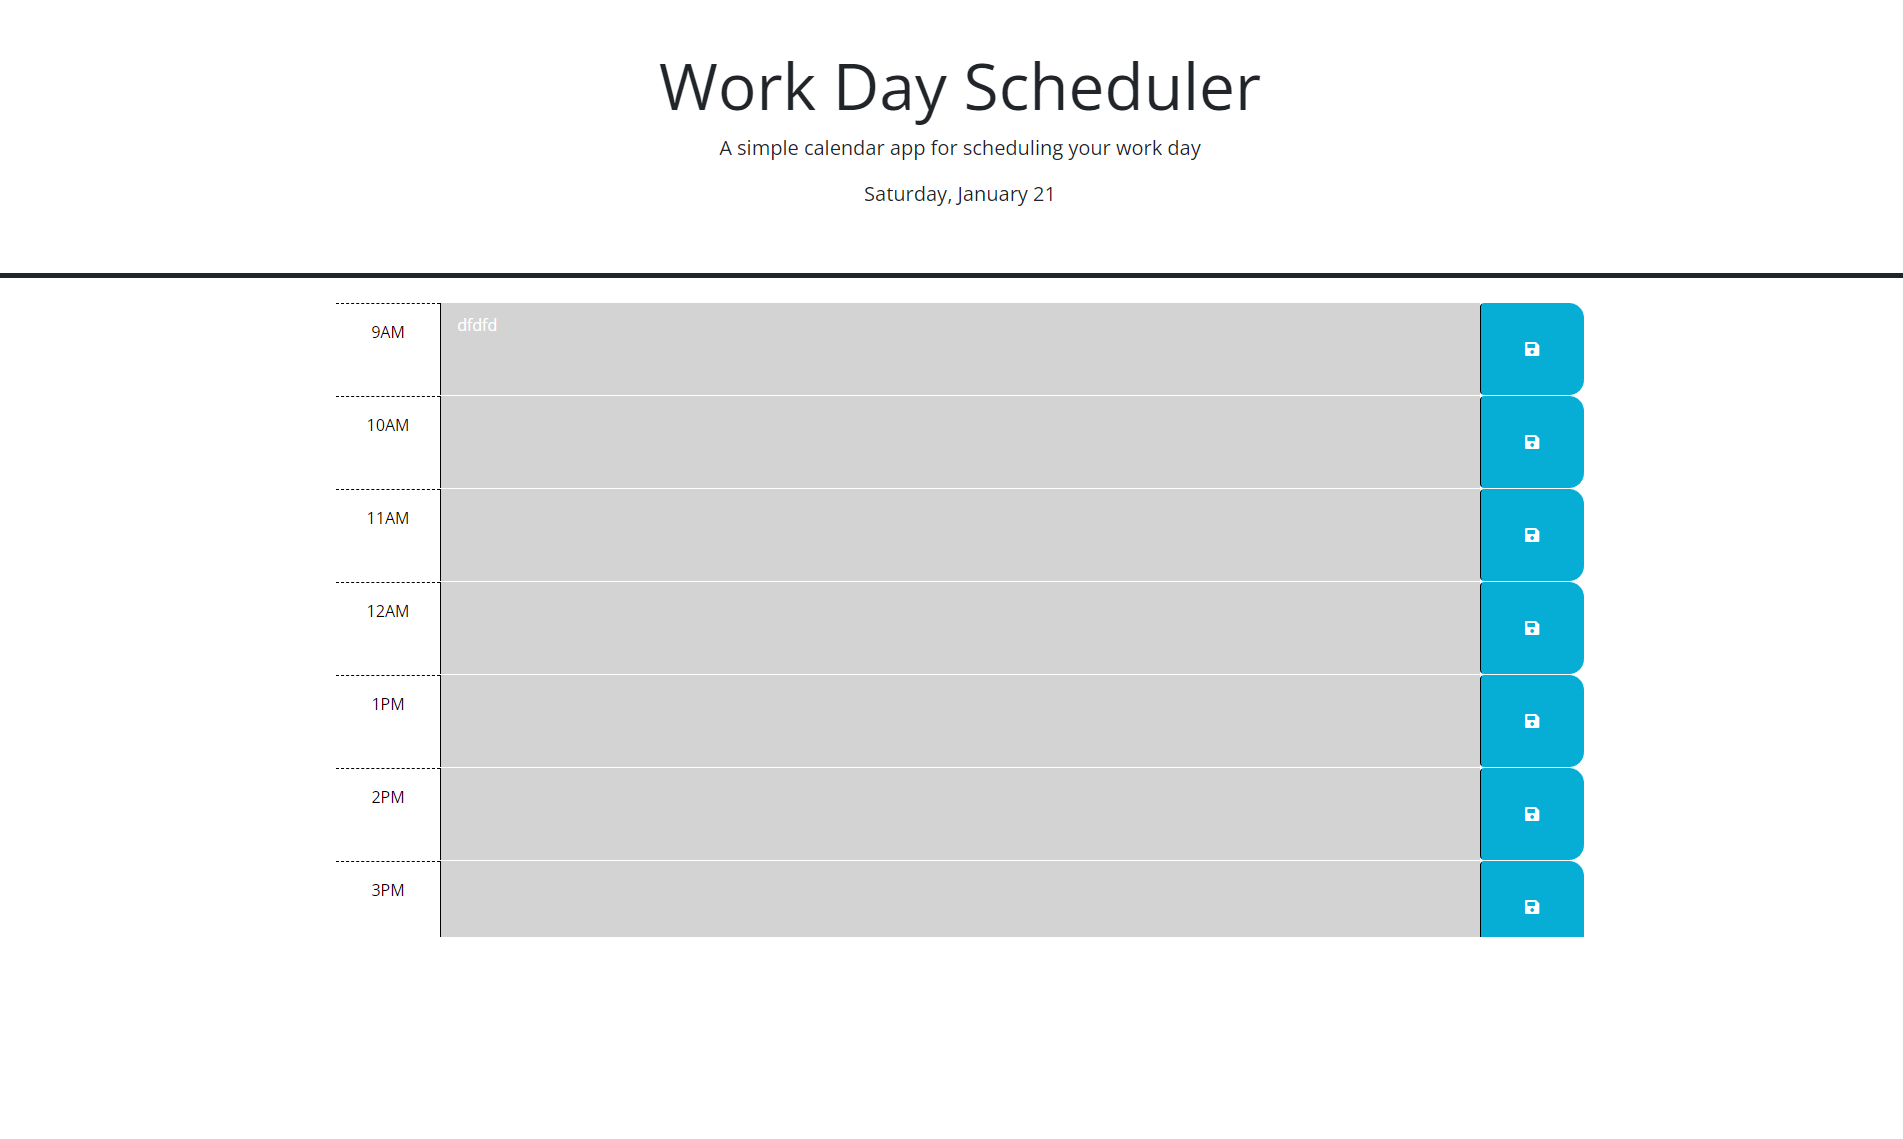 Work Day Scheduler
A simple calendar app for scheduling your work day
Saturday, January 21
9AM
dfdfd
10AM
11AM
12AM
1PM
2PM
3PM